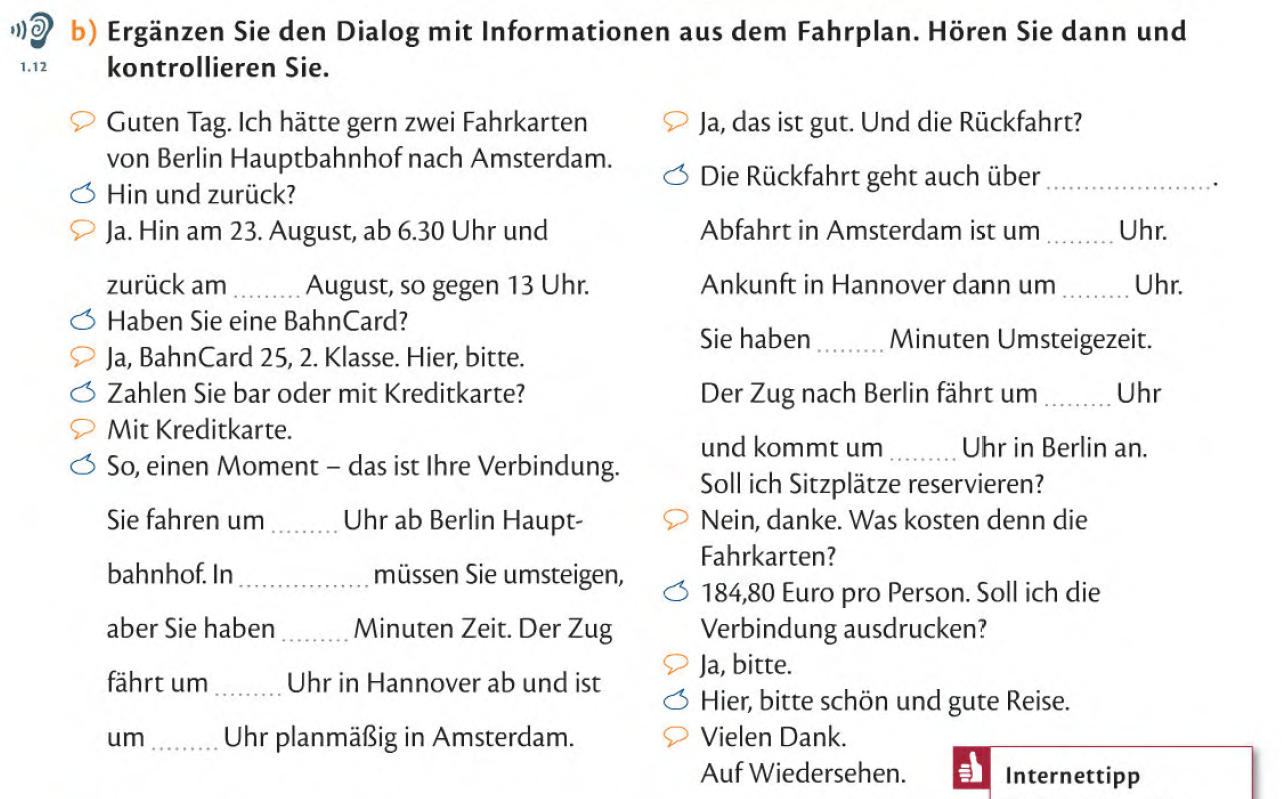 b) Ergänzen Sie den Dialog mit Informationen aus dem Fahrplan. Hören Sie dann und
1.12
kontrollieren Sie.
Guten Tag. Ich hätte gern zwei Fahrkarten
von Berlin Hauptbahnhof nach Amsterdam.
Hin und zurück?
Ja. Hin am 23. August, ab 6.30 Uhr und
zurück am ......... August, so gegen 13 Uhr.
Haben Sie eine BahnCard?
Ja, BahnCard 25, 2. Klasse. Hier, bitte.
Zahlen Sie bar oder mit Kreditkarte?
Mit Kreditkarte.
So, einen Moment – das ist Ihre Verbindung.
Sie fahren um ......... Uhr ab Berlin Haupt-
bahnhof. In .................. müssen Sie umsteigen,
aber Sie haben ......... Minuten Zeit. Der Zug
fährt um ......... Uhr in Hannover ab und ist
um ......... Uhr planmäßig in Amsterdam.
Ja, das ist gut. Und die Rückfahrt?
Die Rückfahrt geht auch über ....................... .
Abfahrt in Amsterdam ist um ......... Uhr.
Ankunft in Hannover dann um ......... Uhr.
Sie haben ......... Minuten Umsteigezeit.
Der Zug nach Berlin fährt um ......... Uhr
und kommt um ......... Uhr in Berlin an.
Soll ich Sitzplätze reservieren?
Nein, danke. Was kosten denn die
Fahrkarten?
184,80 Euro pro Person. Soll ich die
Verbindung ausdrucken?
Ja, bitte.
Hier, bitte schön und gute Reise.
Vielen Dank.
Auf Wiedersehen.
Internettipp